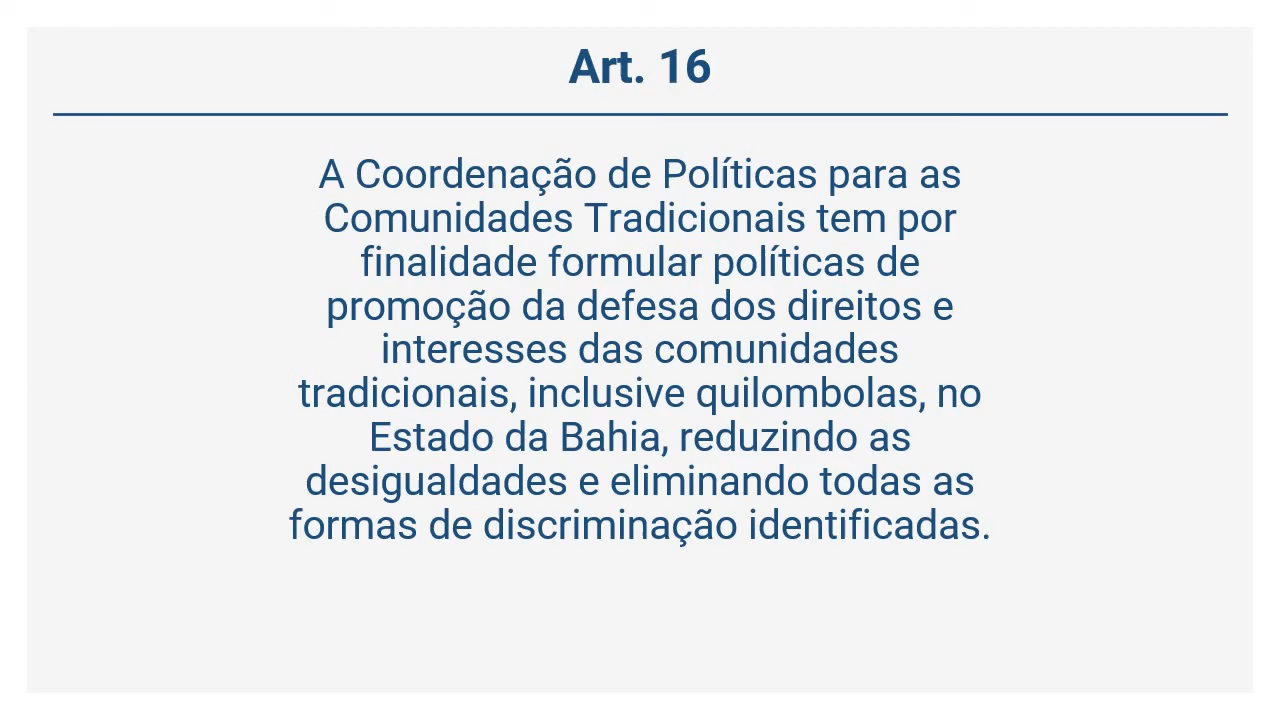 Art. 16
A Coordenação de Políticas para as
Comunidades Tradicionais tem por
finalidade formular políticas de
promoção da defesa dos direitos e
interesses das comunidades
tradicionais, inclusive quilombolas, no
Estado da Bahia, reduzindo as
desigualdades e eliminando todas as
formas de discriminação identificadas.